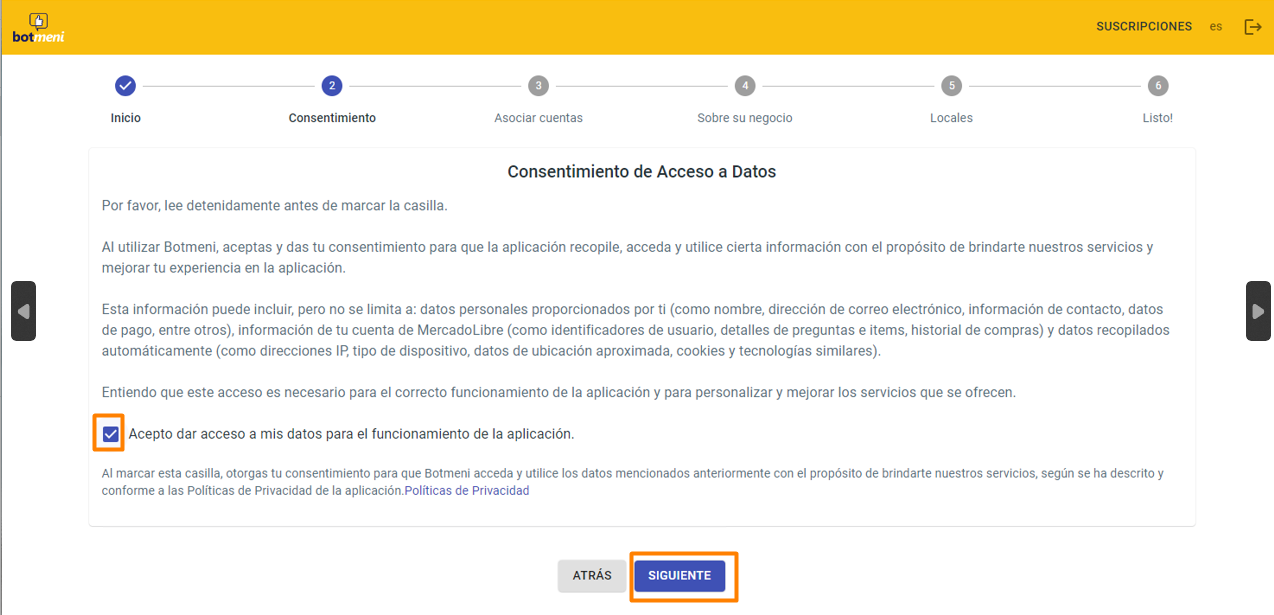 SUSCRIPCIONES es
botmeni
2 3 4 5 6
Inicio Consentimiento Asociar cuentas Sobre su negocio Locales Listo!
Consentimiento de Acceso a Datos
Por favor, lee detenidamente antes de marcar la casilla.
Al utilizar Botmeni, aceptas y das tu consentimiento para que la aplicación recopile, acceda y utilice cierta información con el propósito de brindarte nuestros servicios y
mejorar tu experiencia en la aplicación.
Esta información puede incluir, pero no se limita a: datos personales proporcionados por ti (como nombre, dirección de correo electrónico, información de contacto, datos
de pago, entre otros), información de tu cuenta de MercadoLibre (como identificadores de usuario, detalles de preguntas e items, historial de compras) y datos recopilados
automáticamente (como direcciones IP, tipo de dispositivo, datos de ubicación aproximada, cookies y tecnologías similares).
Entiendo que este acceso es necesario para el correcto funcionamiento de la aplicación y para personalizar y mejorar los servicios que se ofrecen.
Acepto dar acceso a mis datos para el funcionamiento de la aplicación.
Al marcar esta casilla, otorgas tu consentimiento para que Botmeni acceda y utilice los datos mencionados anteriormente con el propósito de brindarte nuestros servicios, según se ha descrito y
conforme a las Políticas de Privacidad de la aplicación.Políticas de Privacidad
ATRÁS SIGUIENTE